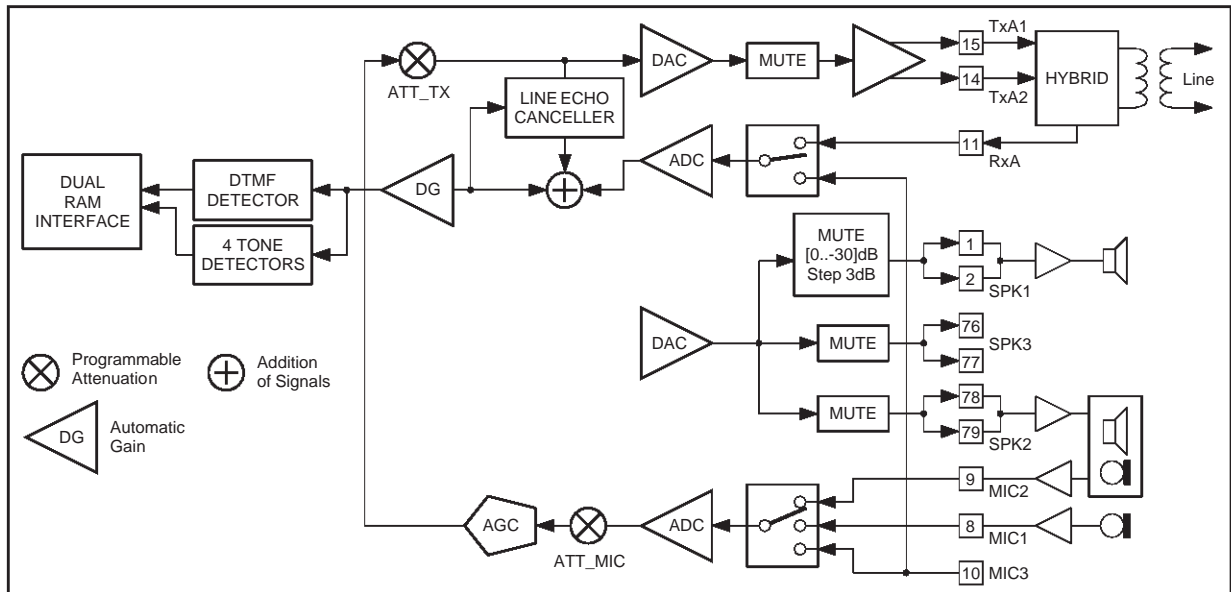 TxA1
15
DAC
MUTE
HYBRID
Line
ATT_TX
14
TxA2
LINE ECHO
CANCELLER
11
RxA
ADC
DUAL
RAM
INTERFACE
DTMF
DETECTOR
DG
4 TONE
DETECTORS
MUTE
[0..-30]dB
Step 3dB
1
2
SPK1
DAC
MUTE
76
SPK3
77
Programmable
Attenuation
Addition
of Signals
MUTE
78
79
SPK2
DG
Automatic
Gain
9
MIC2
AGC
ATT_MIC
ADC
8
MIC1
10
MIC3